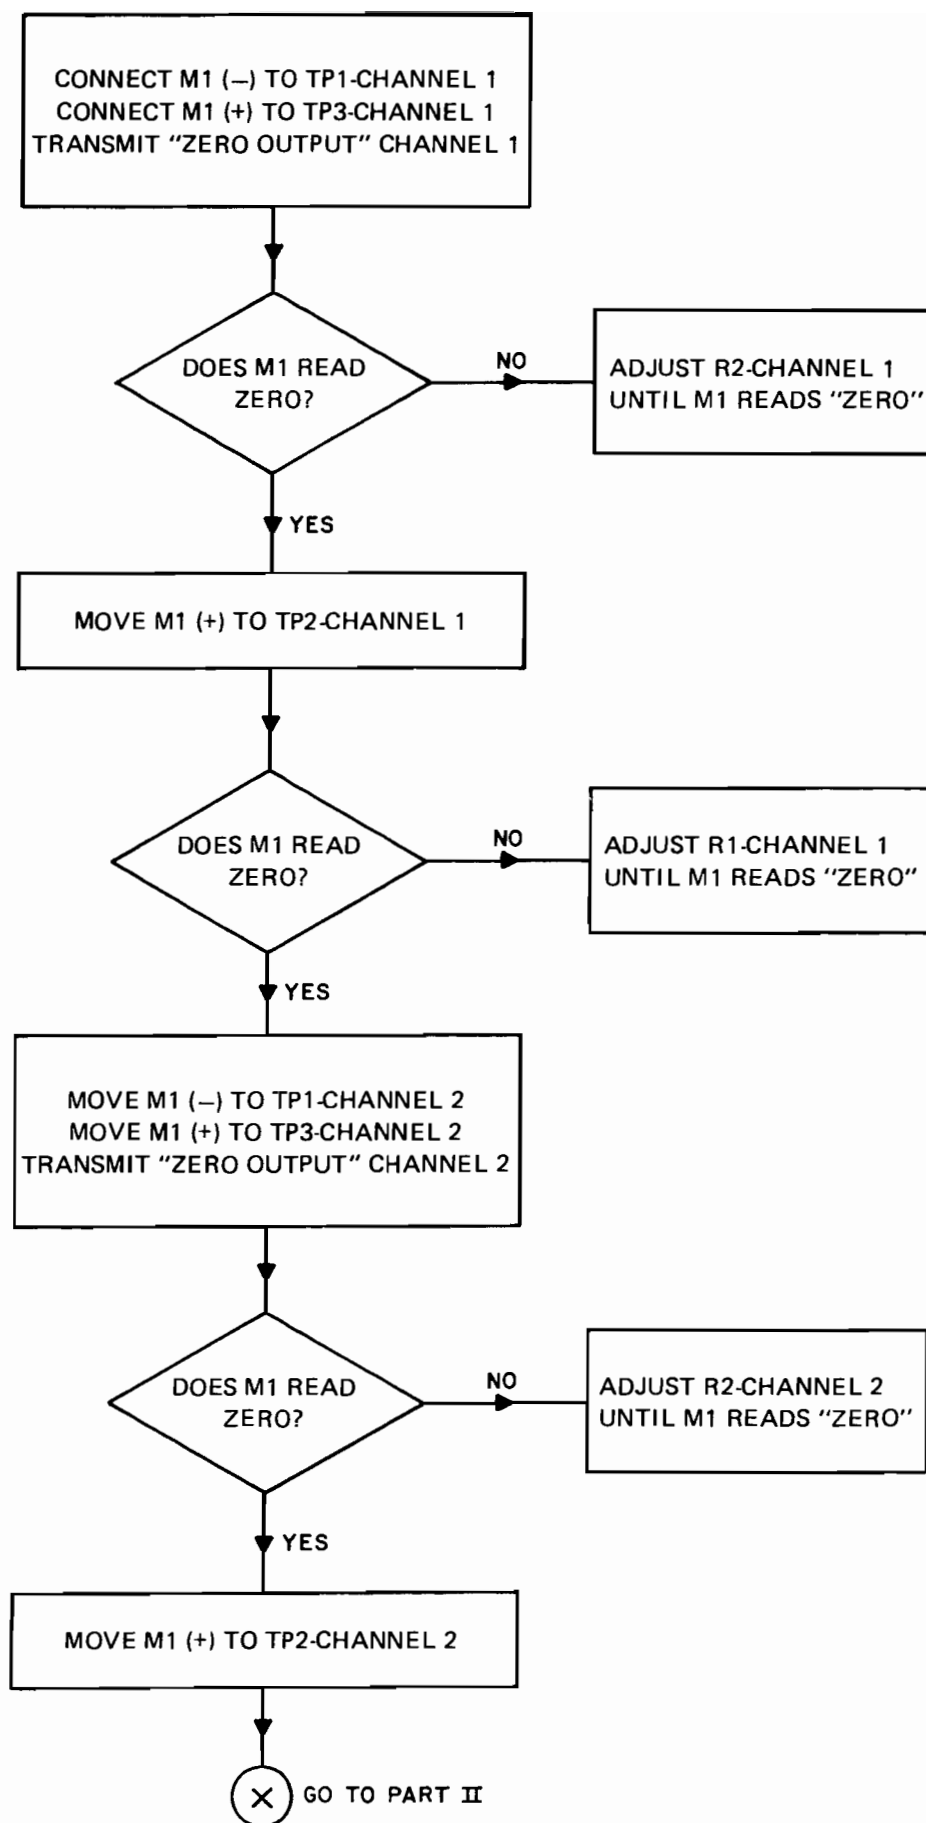 CONNECT M1 (—) TO TP1-CHANNEL 1
CONNECT M1 (+) TO TP3-CHANNEL 1
TRANSMIT "ZERO OUTPUT" CHANNEL 1
DOES M1 READ
ZERO?
NO
ADJUST R2-CHANNEL 1
UNTIL M1 READS "ZERO"
YES
MOVE M1 (+) TO TP2-CHANNEL 1
DOES M1 READ
ZERO?
NO
ADJUST R1-CHANNEL 1
UNTIL M1 READS "ZERO"
YES
MOVE M1 (—) TO TP1-CHANNEL 2
MOVE M1 (+) TO TP3-CHANNEL 2
TRANSMIT "ZERO OUTPUT" CHANNEL 2
DOES M1 READ
ZERO?
NO
ADJUST R2-CHANNEL 2
UNTIL M1 READS "ZERO"
YES
MOVE M1 (+) TO TP2-CHANNEL 2
X GO TO PART II